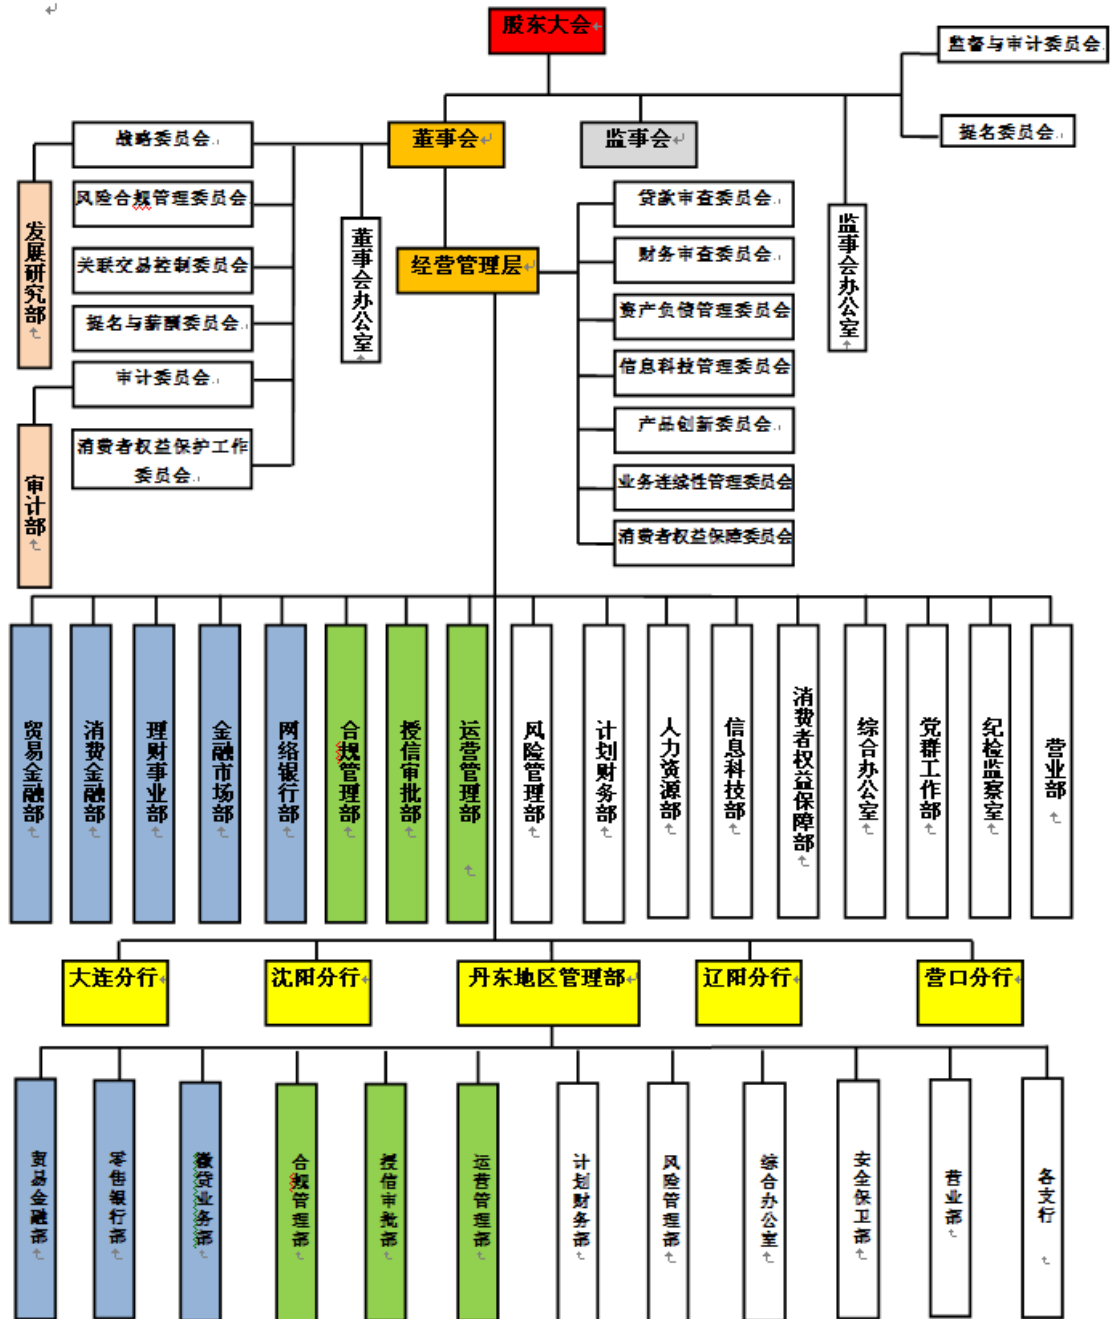 股东大会
监督与审计委员会
提名委员会
董事会
监事会
战略委员会
风险合规管理委员会
关联交易控制委员会
提名与薪酬委员会
审计委员会
消费者权益保护工作
委员会
发展研究部
审计部
董事会办公室
经营管理层
贷款审查委员会
财务审查委员会
资产负债管理委员会
信息科技管理委员会
产品创新委员会
业务连续性管理委员会
消费者权益保障委员会
监事会办公室
贸易金融部
消费金融部
理财事业部
金融市场部
网络银行部
合规管理部
授信审批部
运营管理部
风险管理部
计划财务部
人力资源部
信息科技部
消费者权益保障部
综合办公室
党群工作部
纪检监察室
营业部
大连分行
沈阳分行
丹东地区管理部
辽阳分行
营口分行
贸易金融部
零售银行部
微贷业务部
合规管理部
授信审批部
运营管理部
计划财务部
风险管理部
综合办公室
安全保卫部
营业部
各支行